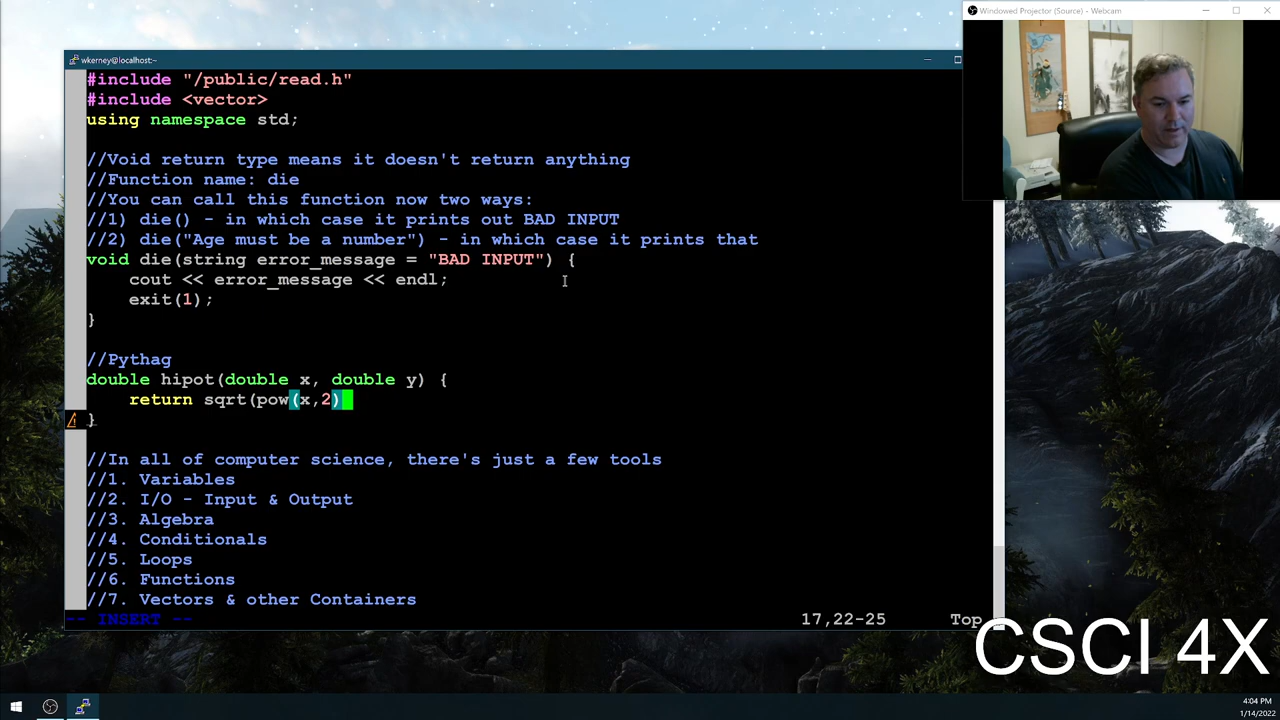 Windowed Projector (Source) - Webcam
wkerney@localhost:~
#include "/public/read.h"
#include <vector>
using namespace std;
//Void return type means it doesn't return anything
//Function name: die
//You can call this function now two ways:
//1) die() - in which case it prints out BAD INPUT
//2) die("Age must be a number") - in which case it prints that
void die(string error_message = "BAD INPUT") {
    cout << error_message << endl;
    exit(1);
}
//Pythag
double hipot(double x, double y) {
    return sqrt(pow(x,2)
}
//In all of computer science, there's just a few tools
//1. Variables
//2. I/O - Input & Output
//3. Algebra
//4. Conditionals
//5. Loops
//6. Functions
//7. Vectors & other Containers
-- INSERT -- 17,22-25 Top
CSCI 4X
4:04 PM
1/14/2022